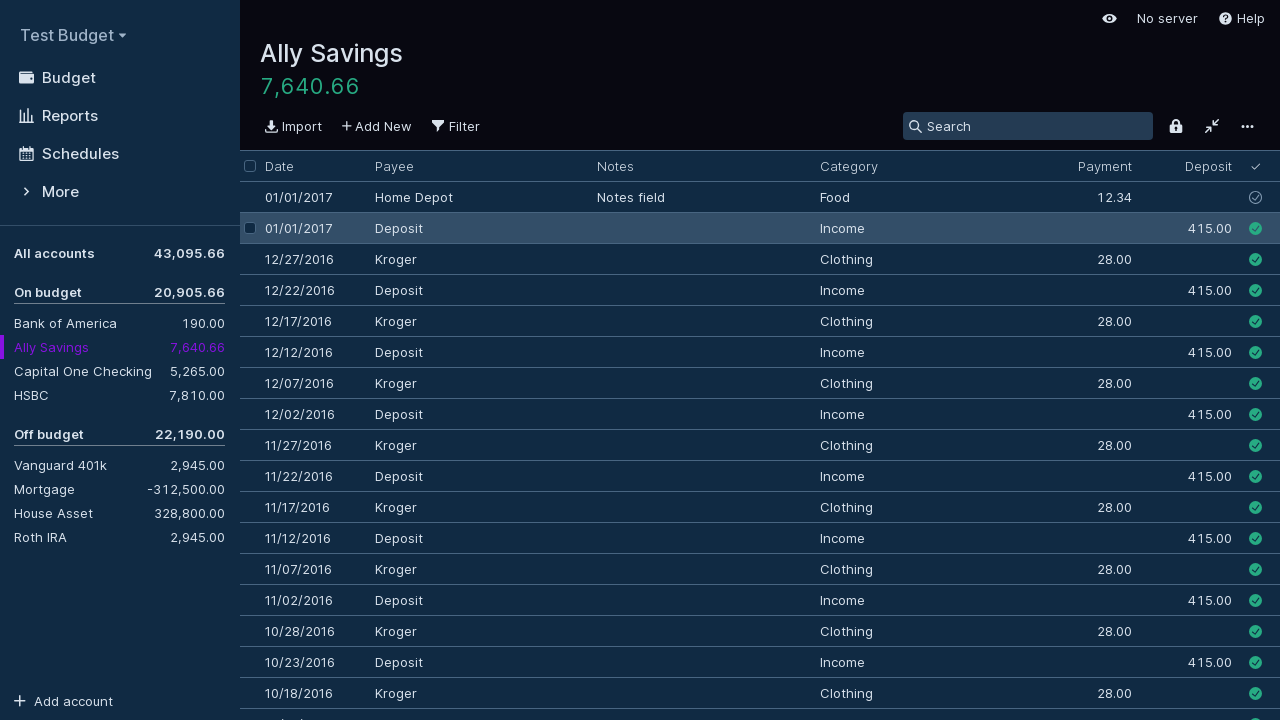 Test Budget
Budget
Reports
Schedules
More
All accounts 43,095.66
On budget 20,905.66
Bank of America 190.00
Ally Savings 7,640.66
Capital One Checking 5,265.00
HSBC 7,810.00
Off budget 22,190.00
Vanguard 401k 2,945.00
Mortgage -312,500.00
House Asset 328,800.00
Roth IRA 2,945.00
Add account
No server Help
Ally Savings
7,640.66
Import Add New Filter Search
Date Payee Notes Category Payment Deposit
01/01/2017 Home Depot Notes field Food 12.34
01/01/2017 Deposit Income 415.00
12/27/2016 Kroger Clothing 28.00
12/22/2016 Deposit Income 415.00
12/17/2016 Kroger Clothing 28.00
12/12/2016 Deposit Income 415.00
12/07/2016 Kroger Clothing 28.00
12/02/2016 Deposit Income 415.00
11/27/2016 Kroger Clothing 28.00
11/22/2016 Deposit Income 415.00
11/17/2016 Kroger Clothing 28.00
11/12/2016 Deposit Income 415.00
11/07/2016 Kroger Clothing 28.00
11/02/2016 Deposit Income 415.00
10/28/2016 Kroger Clothing 28.00
10/23/2016 Deposit Income 415.00
10/18/2016 Kroger Clothing 28.00